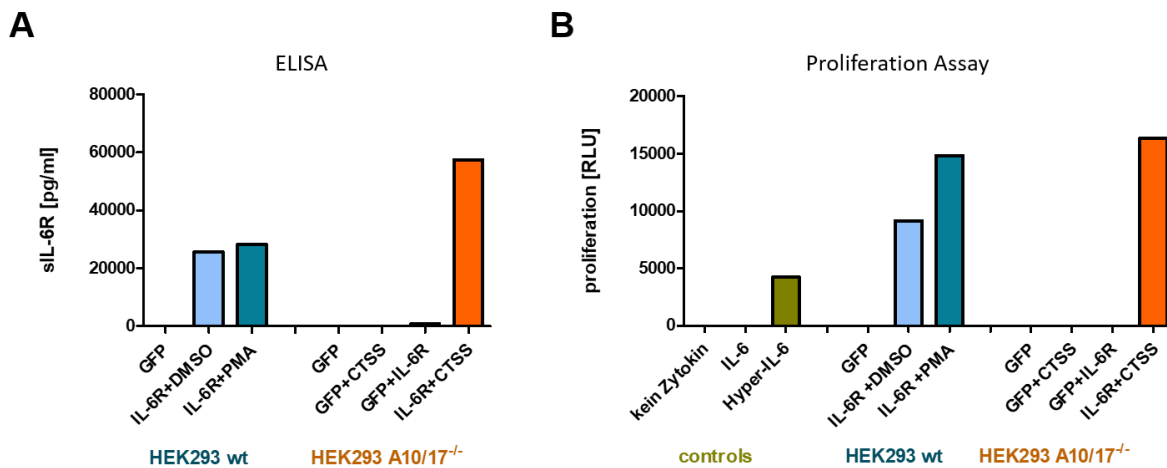 A
ELISA
sIL-6R [pg/ml]
80000
60000
40000
20000
0
GFP
IL-6R+DMSO
IL-6R+PMA
GFP
GFP+CTSS
GFP+IL-6R
IL-6R+CTSS
HEK293 wt
HEK293 A10/17-/-
B
Proliferation Assay
proliferation [RLU]
20000
15000
10000
5000
0
kein Zytokin
IL-6
Hyper-IL-6
GFP
IL-6R +DMSO
IL-6R +PMA
GFP
GFP+CTSS
GFP+IL-6R
IL-6R+CTSS
controls
HEK293 wt
HEK293 A10/17-/-